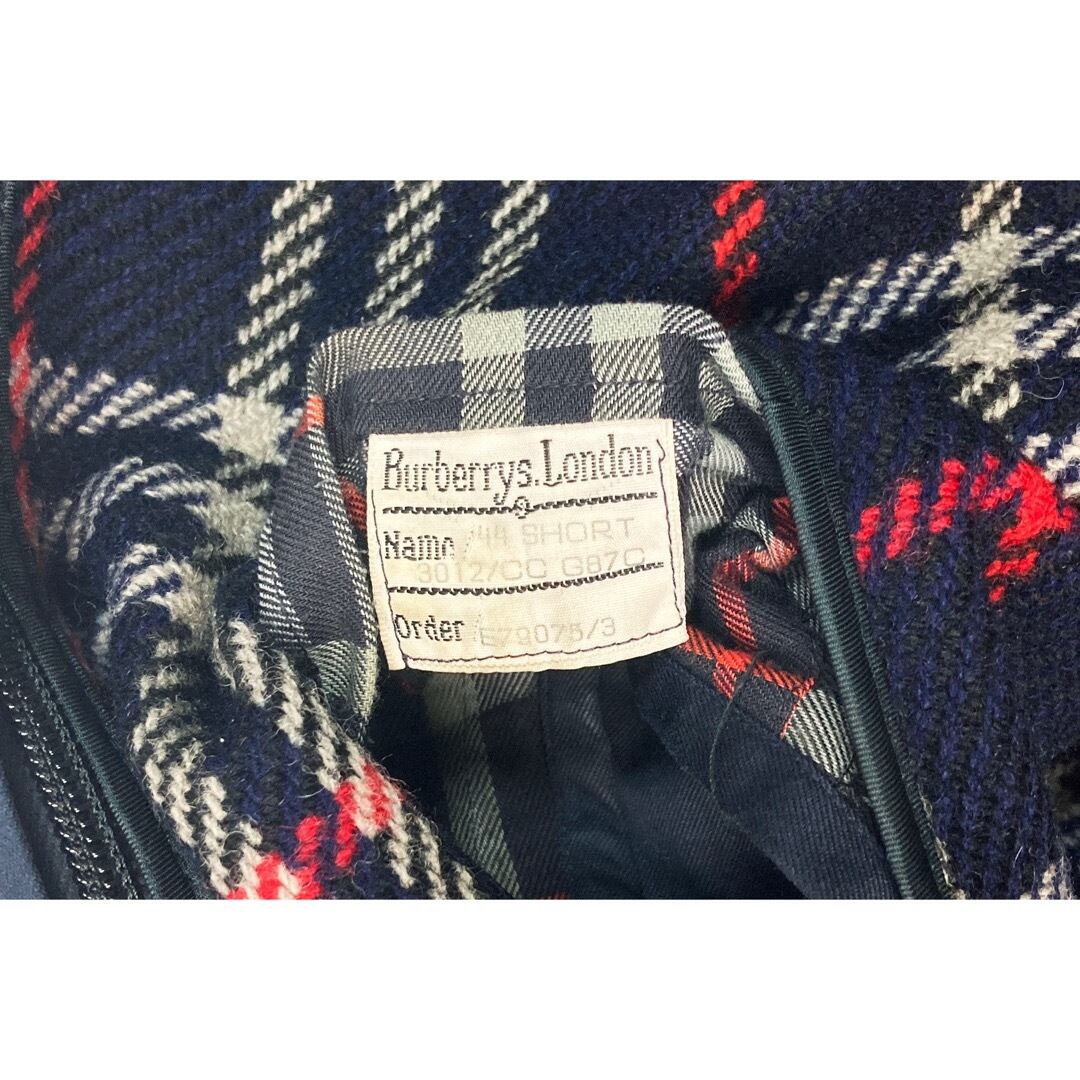 Burberrys.London
Name 44 SHORT
3012/CC G87C
Order E79075/3